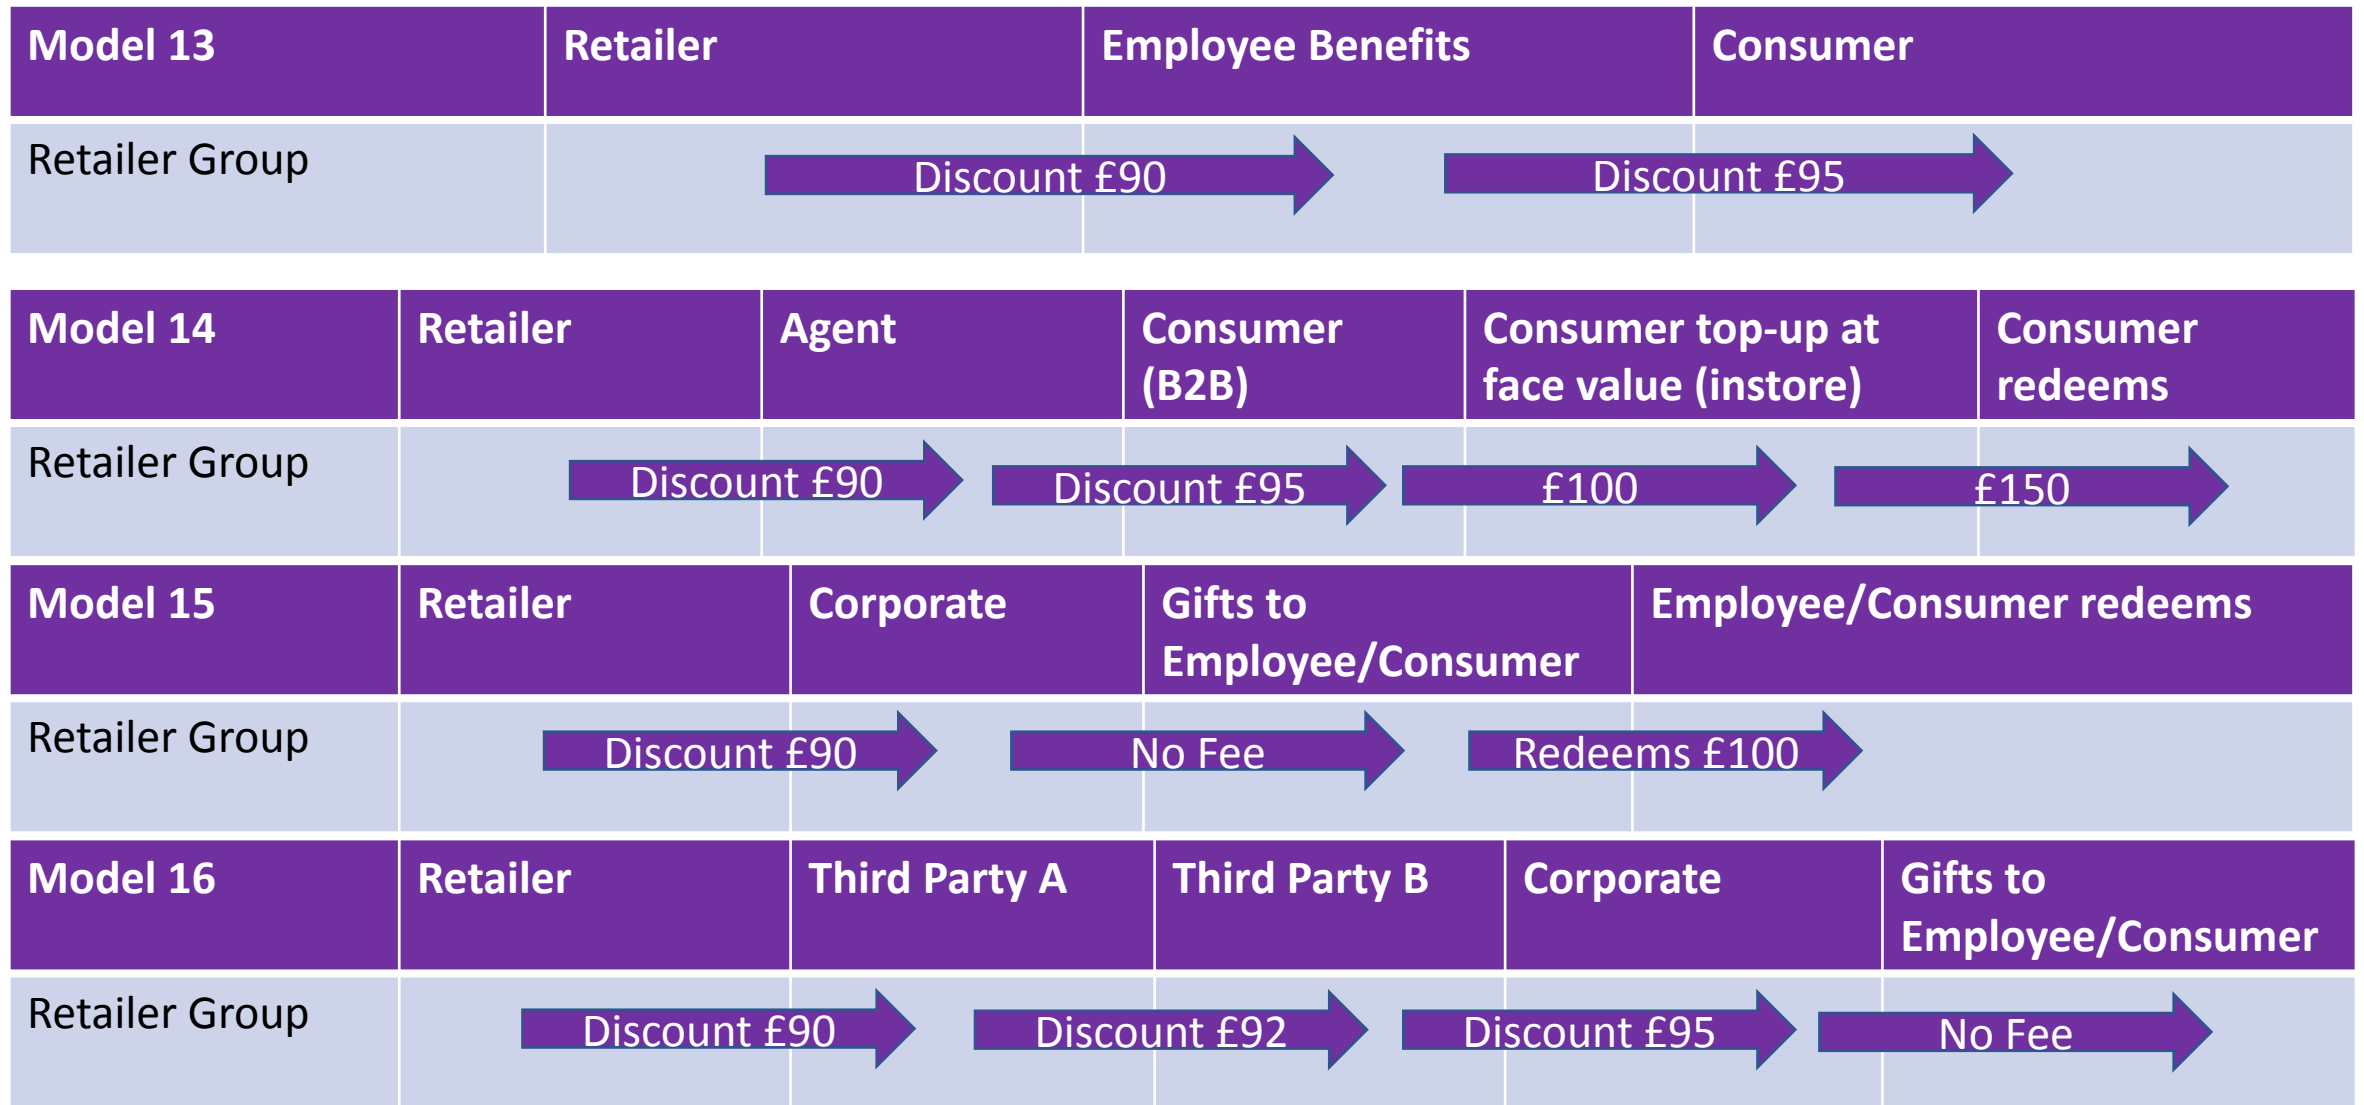 Model 13 Retailer Employee Benefits Consumer
Retailer Group Discount £90 Discount £95
Model 14 Retailer Agent Consumer (B2B) Consumer top-up at face value (instore) Consumer redeems
Retailer Group Discount £90 Discount £95 £100 £150
Model 15 Retailer Corporate Gifts to Employee/Consumer Employee/Consumer redeems
Retailer Group Discount £90 No Fee Redeems £100
Model 16 Retailer Third Party A Third Party B Corporate Gifts to Employee/Consumer
Retailer Group Discount £90 Discount £92 Discount £95 No Fee